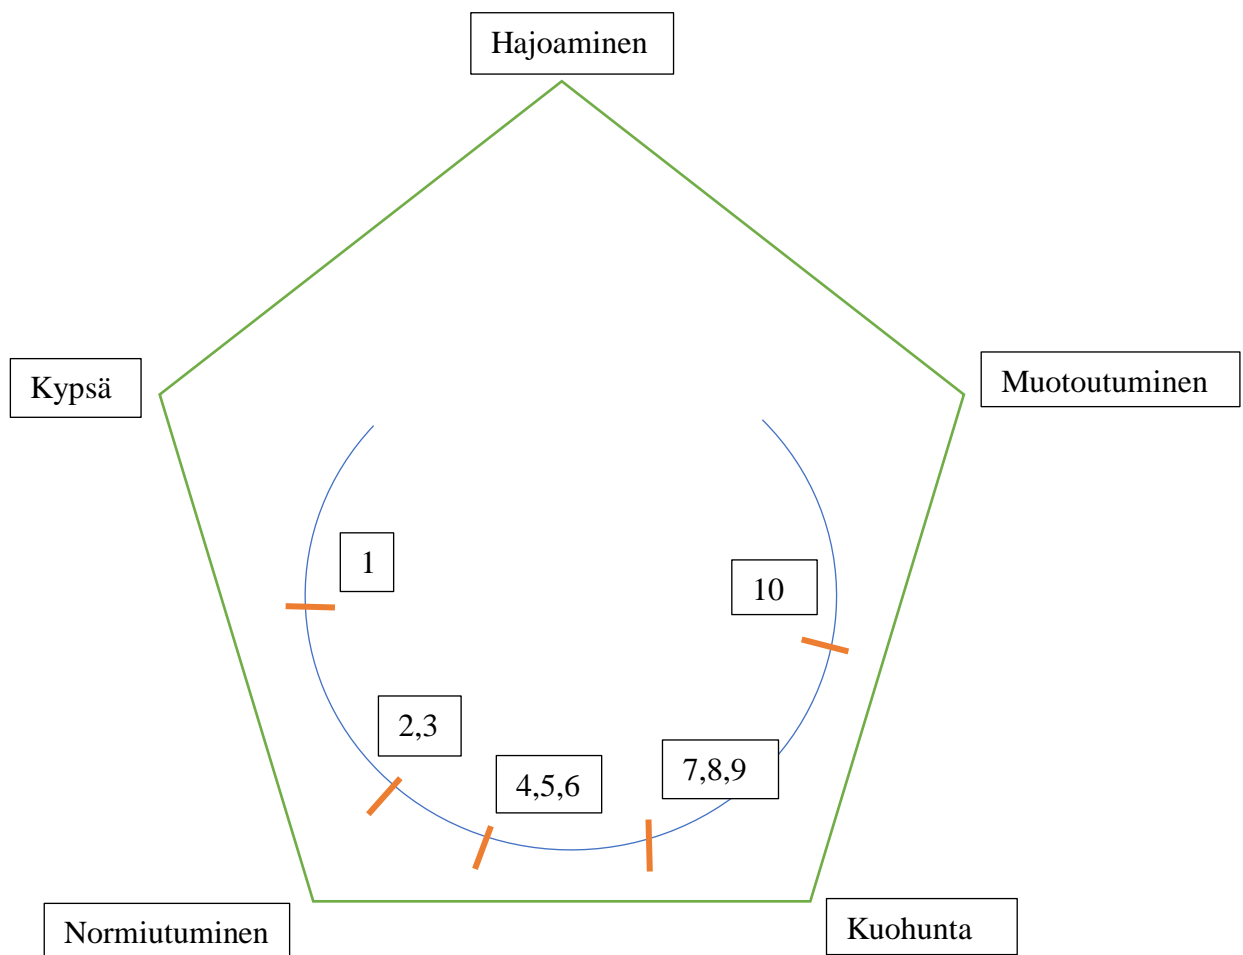 Hajoaminen
Kypsä
Muotoutuminen
1
10
2,3
4,5,6
7,8,9
Normiutuminen
Kuohunta